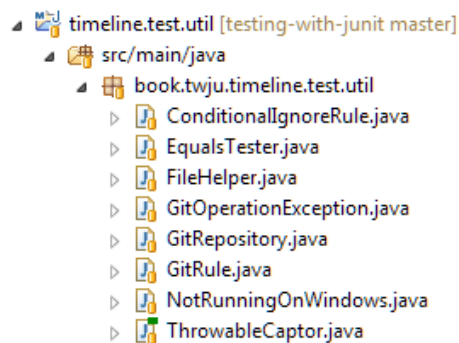 timeline.test.util [testing-with-junit master]
src/main/java
book.twju.timeline.test.util
ConditionalIgnoreRule.java
EqualsTester.java
FileHelper.java
GitOperationException.java
GitRepository.java
GitRule.java
NotRunningOnWindows.java
ThrowableCaptor.java